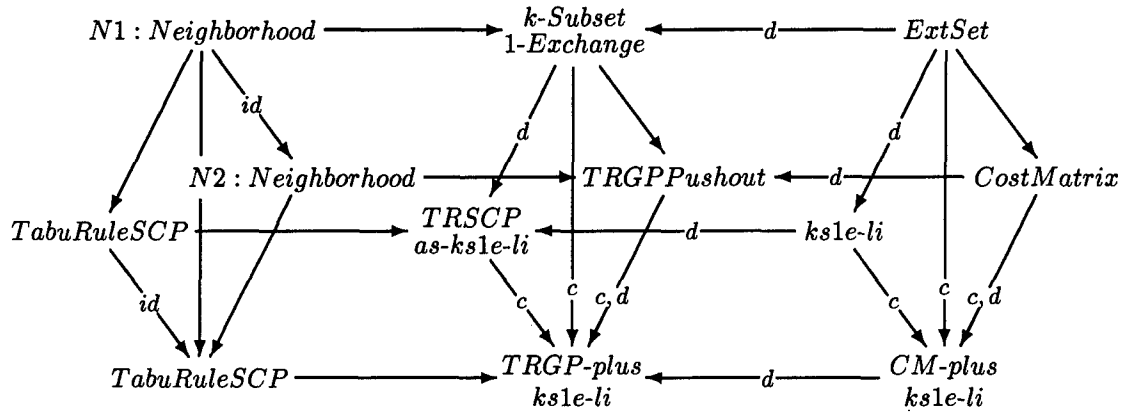 N1 : Neighborhood
k-Subset
1-Exchange
d
ExtSet
id
d
d
N2 : Neighborhood
TRGPPushout
d
CostMatrix
TabuRuleSCP
TRSCP
as-ks1e-li
d
ks1e-li
id
c
c
c, d
c
c
c, d
TabuRuleSCP
TRGP-plus
ks1e-li
d
CM-plus
ks1e-li